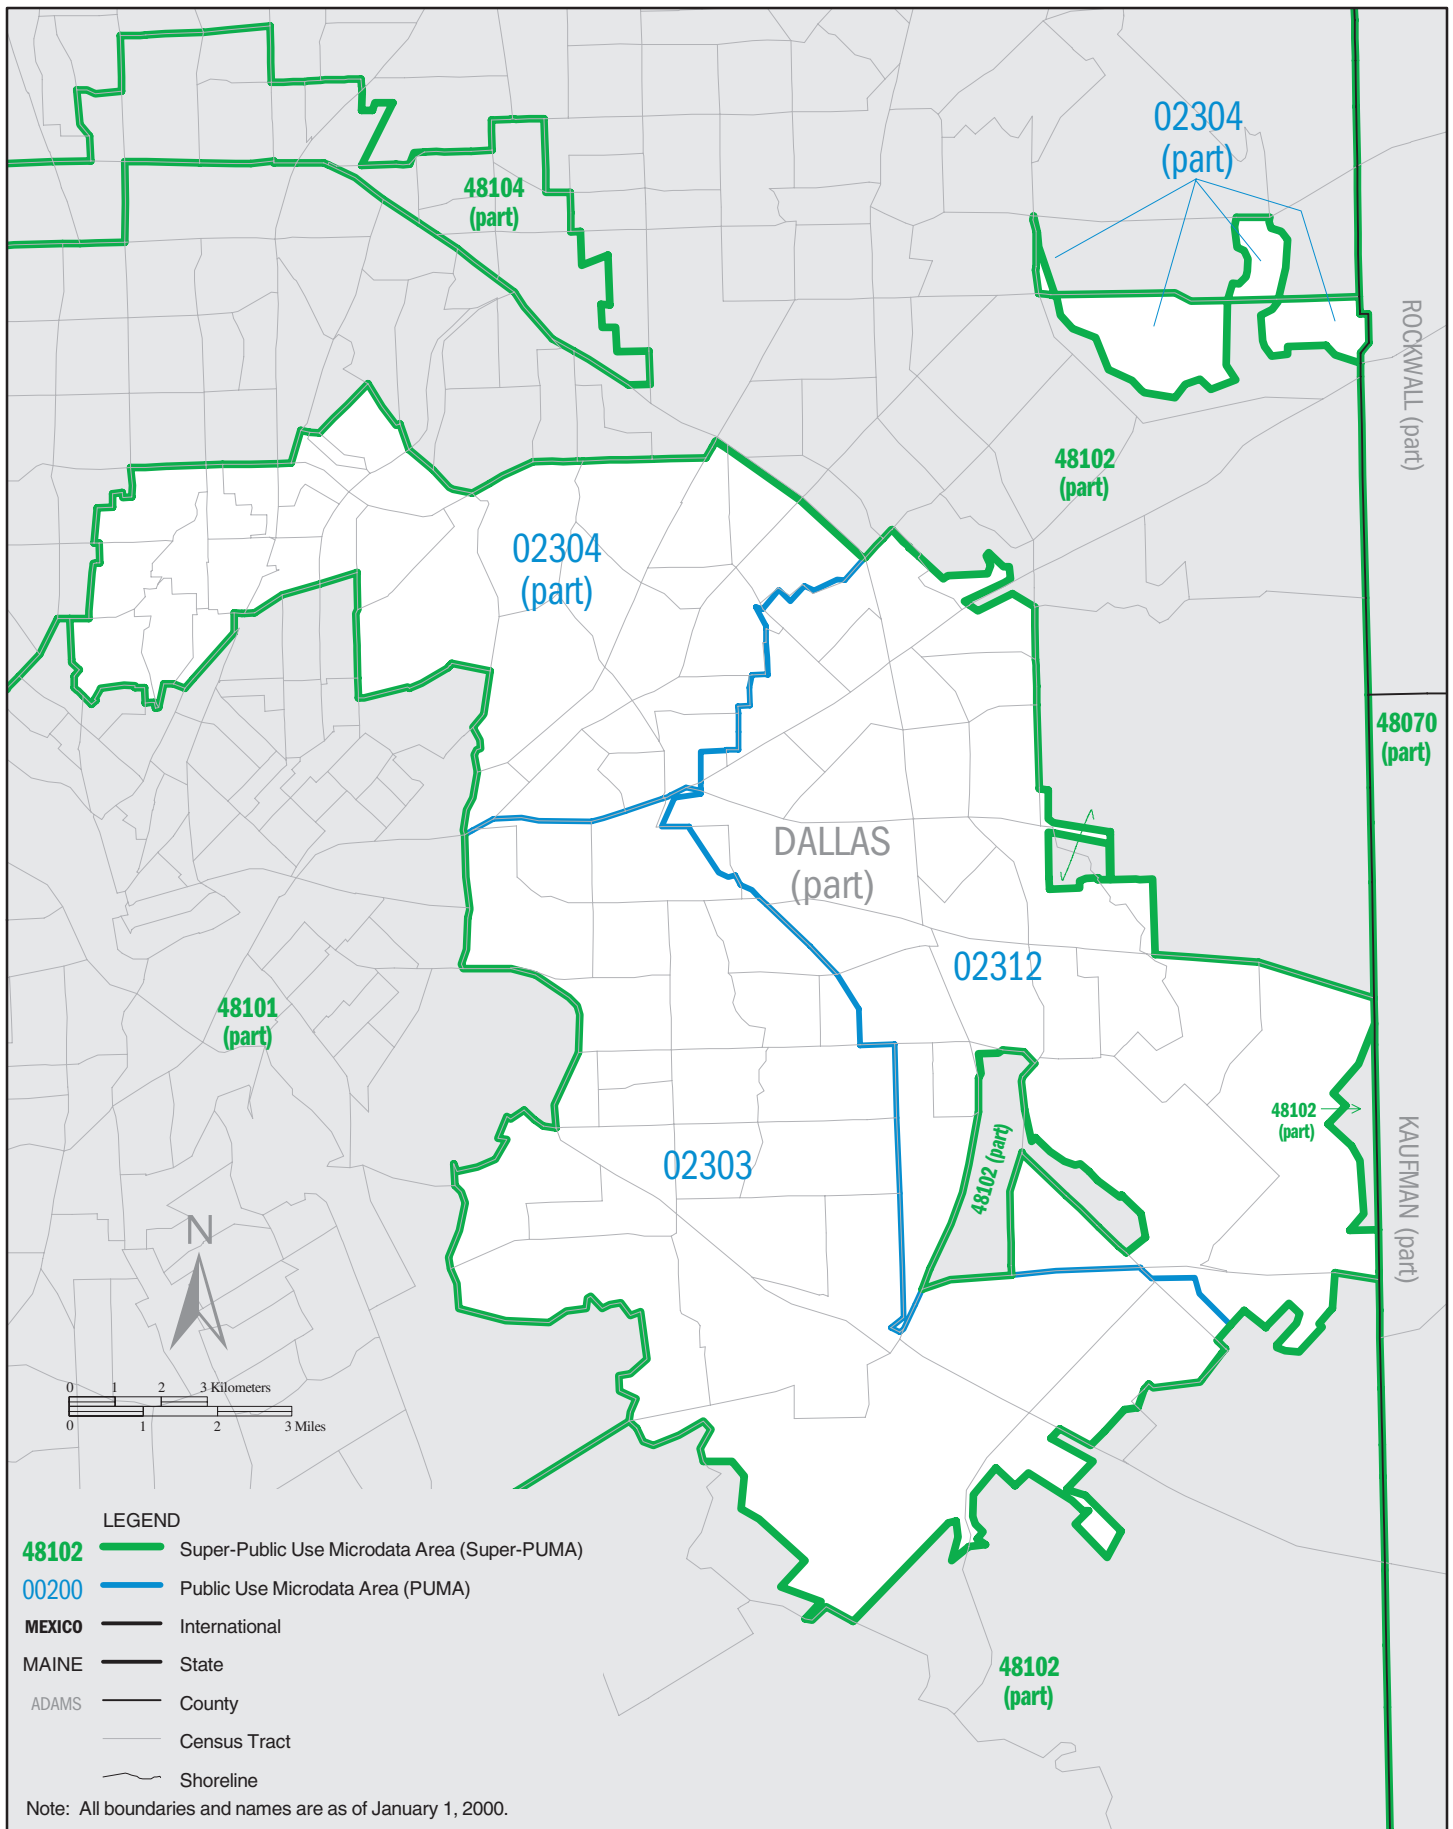 02304
(part)
48104
(part)
ROCKWALL (part)
48102
(part)
02304
(part)
48070
(part)
DALLAS
(part)
02312
48101
(part)
48102
(part)
48102 (part)
02303
KAUFMAN (part)
N
0 1 2 3 Kilometers
0 1 2 3 Miles
LEGEND
48102 Super-Public Use Microdata Area (Super-PUMA)
00200 Public Use Microdata Area (PUMA)
MEXICO International
MAINE State
ADAMS County
Census Tract
Shoreline
48102
(part)
Note: All boundaries and names are as of January 1, 2000.